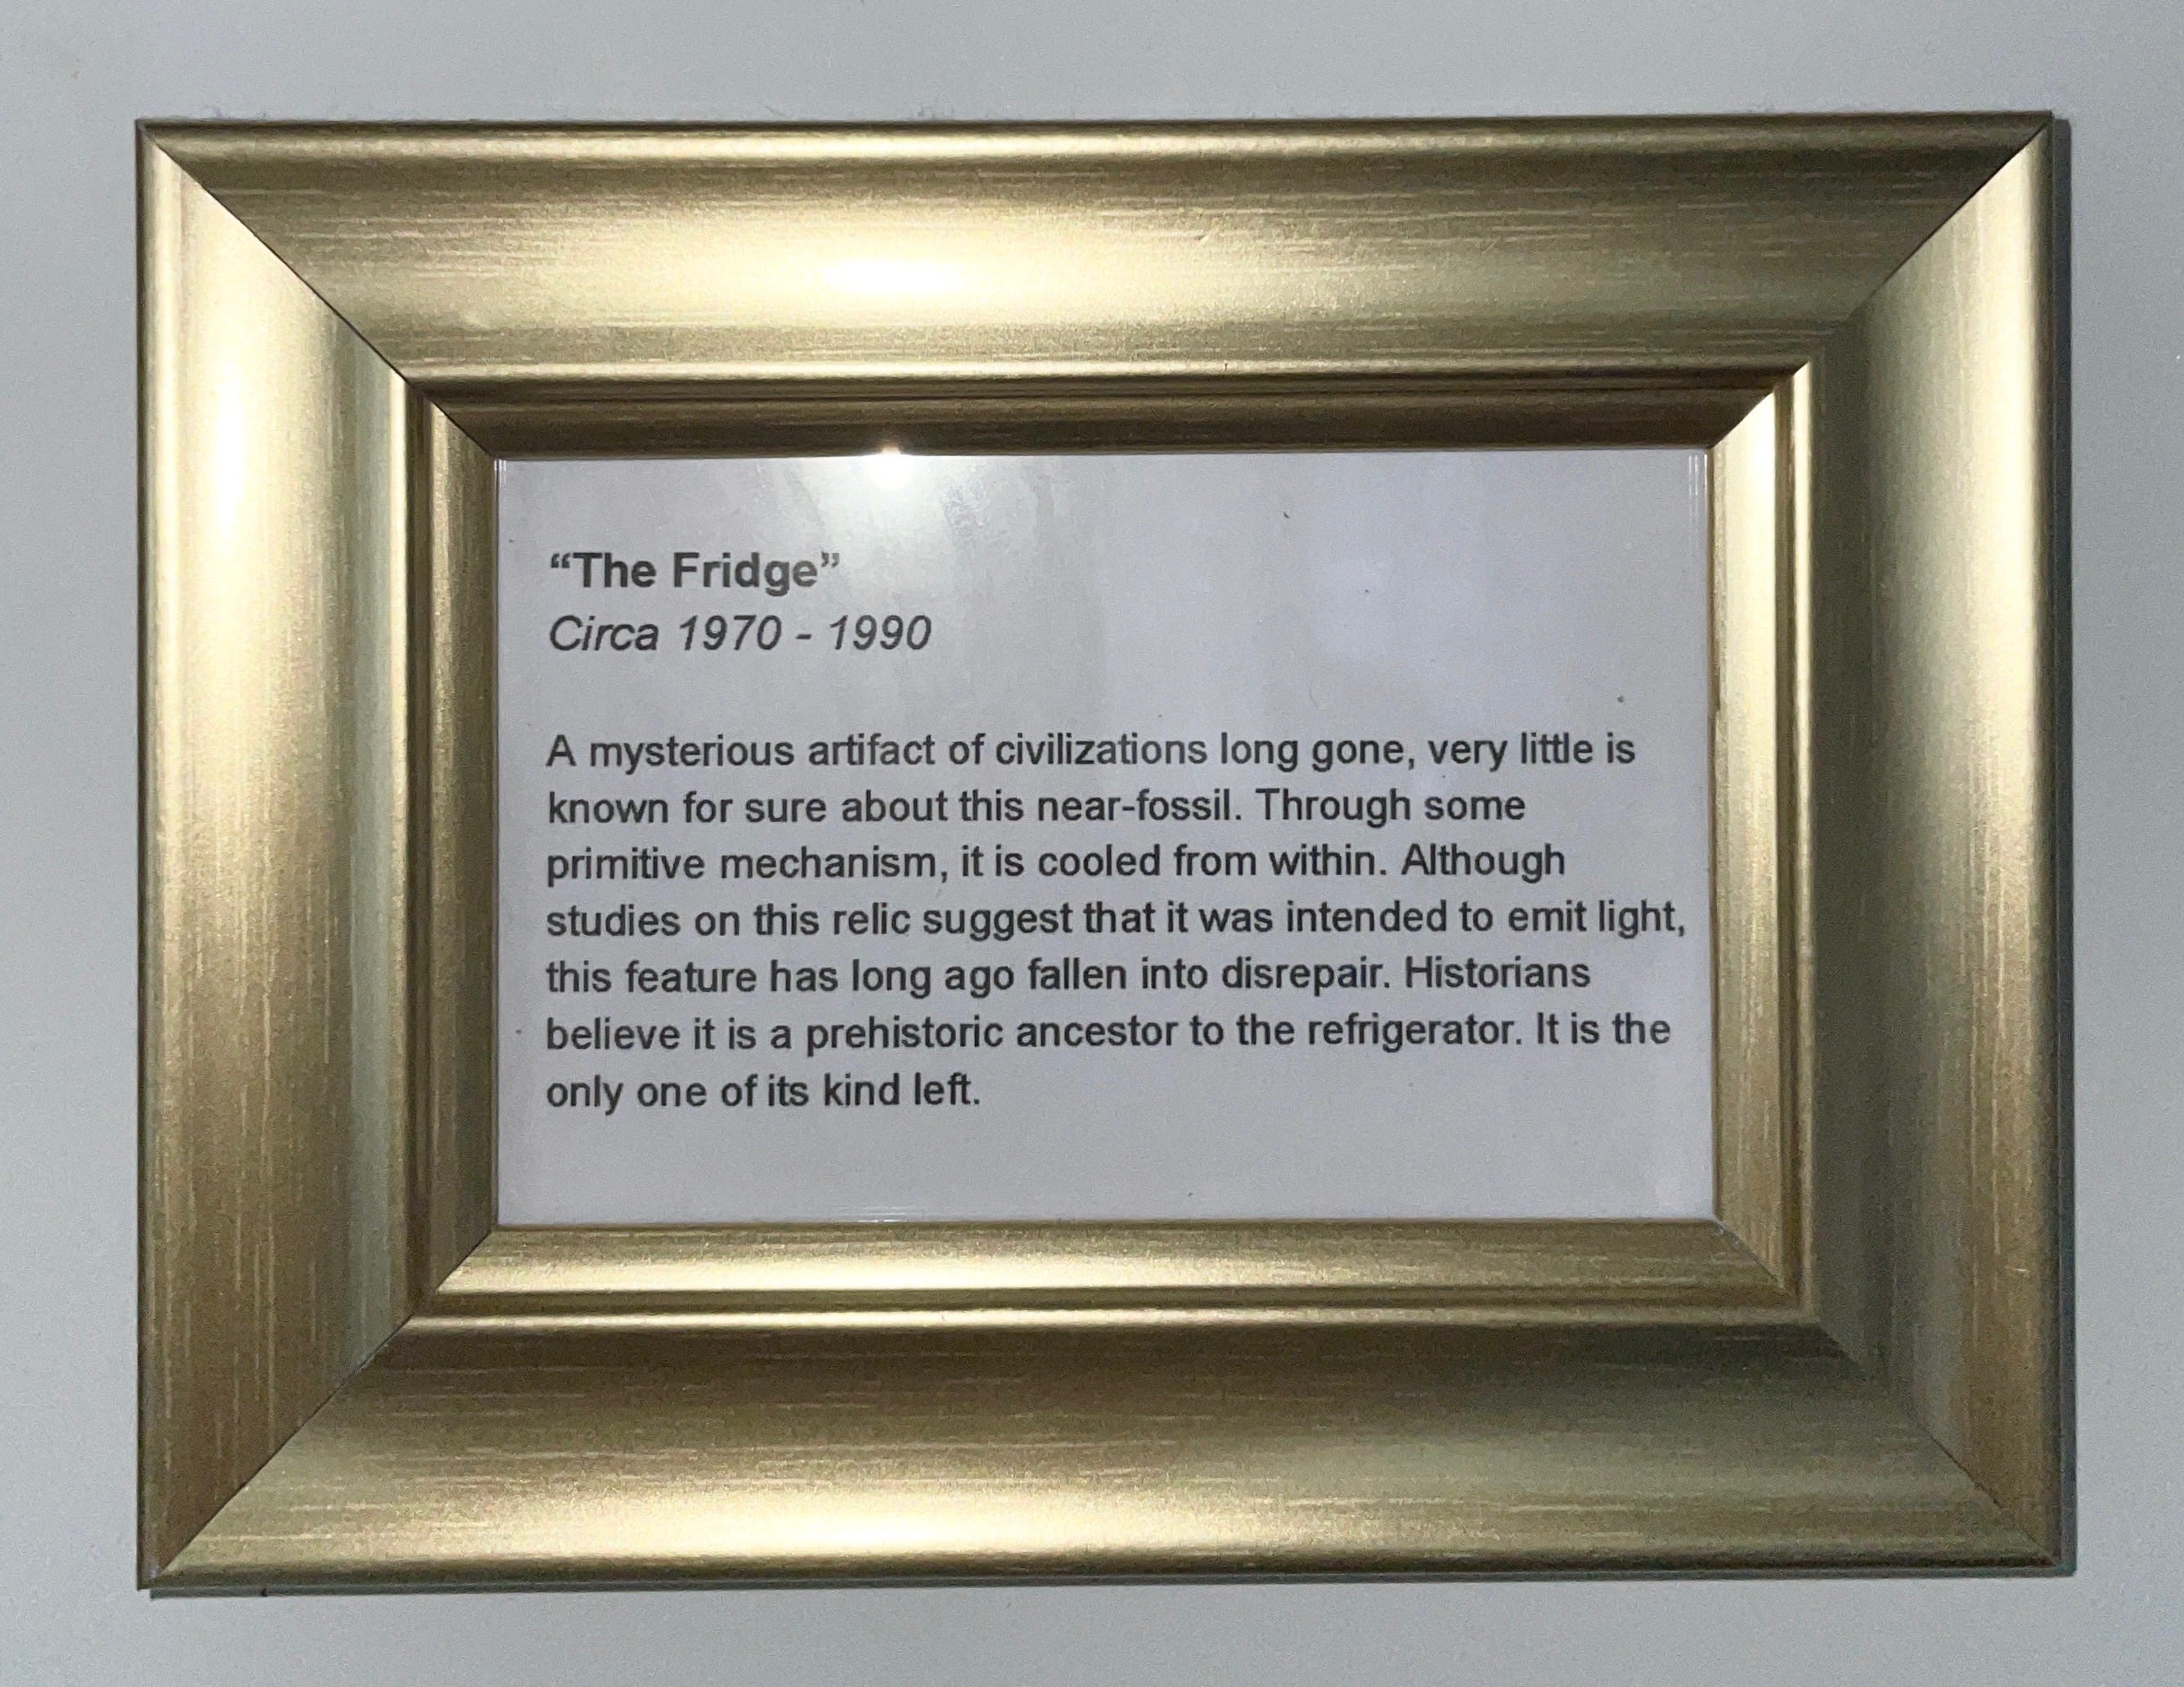 “The Fridge”
Circa 1970 - 1990
A mysterious artifact of civilizations long gone, very little is
known for sure about this near-fossil. Through some
primitive mechanism, it is cooled from within. Although
studies on this relic suggest that it was intended to emit light,
this feature has long ago fallen into disrepair. Historians
believe it is a prehistoric ancestor to the refrigerator. It is the
only one of its kind left.